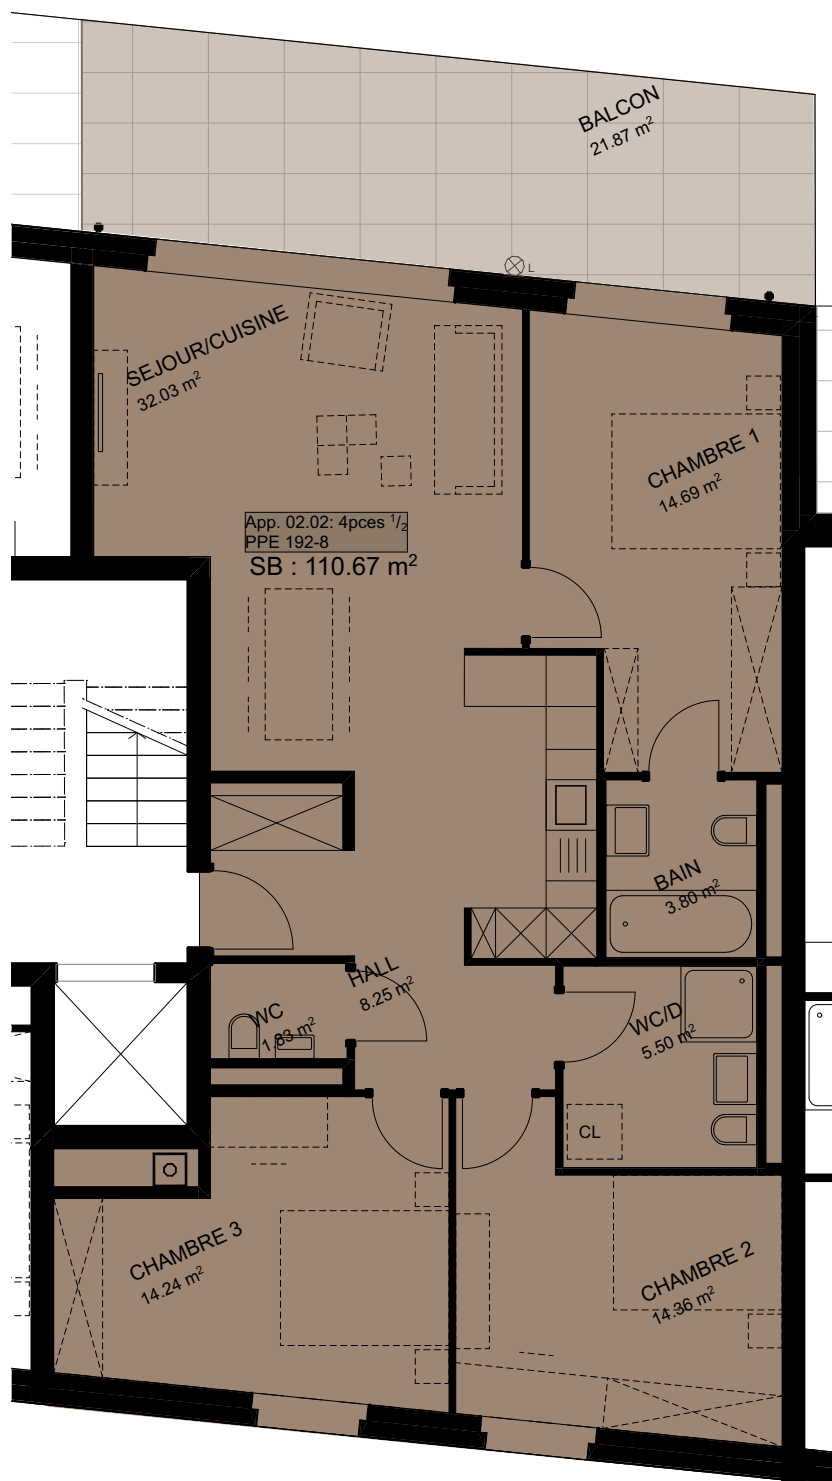 BALCON
21.87 m²
L
SEJOUR/CUISINE
32.03 m²
CHAMBRE 1
14.69 m²
App. 02.02: 4pces ¹/₂
PPE 192-8
SB : 110.67 m²
BAIN
3.80 m²
HALL
8.25 m²
WC
1.83 m²
WC/D
5.50 m²
CL
CHAMBRE 3
14.24 m²
CHAMBRE 2
14.36 m²